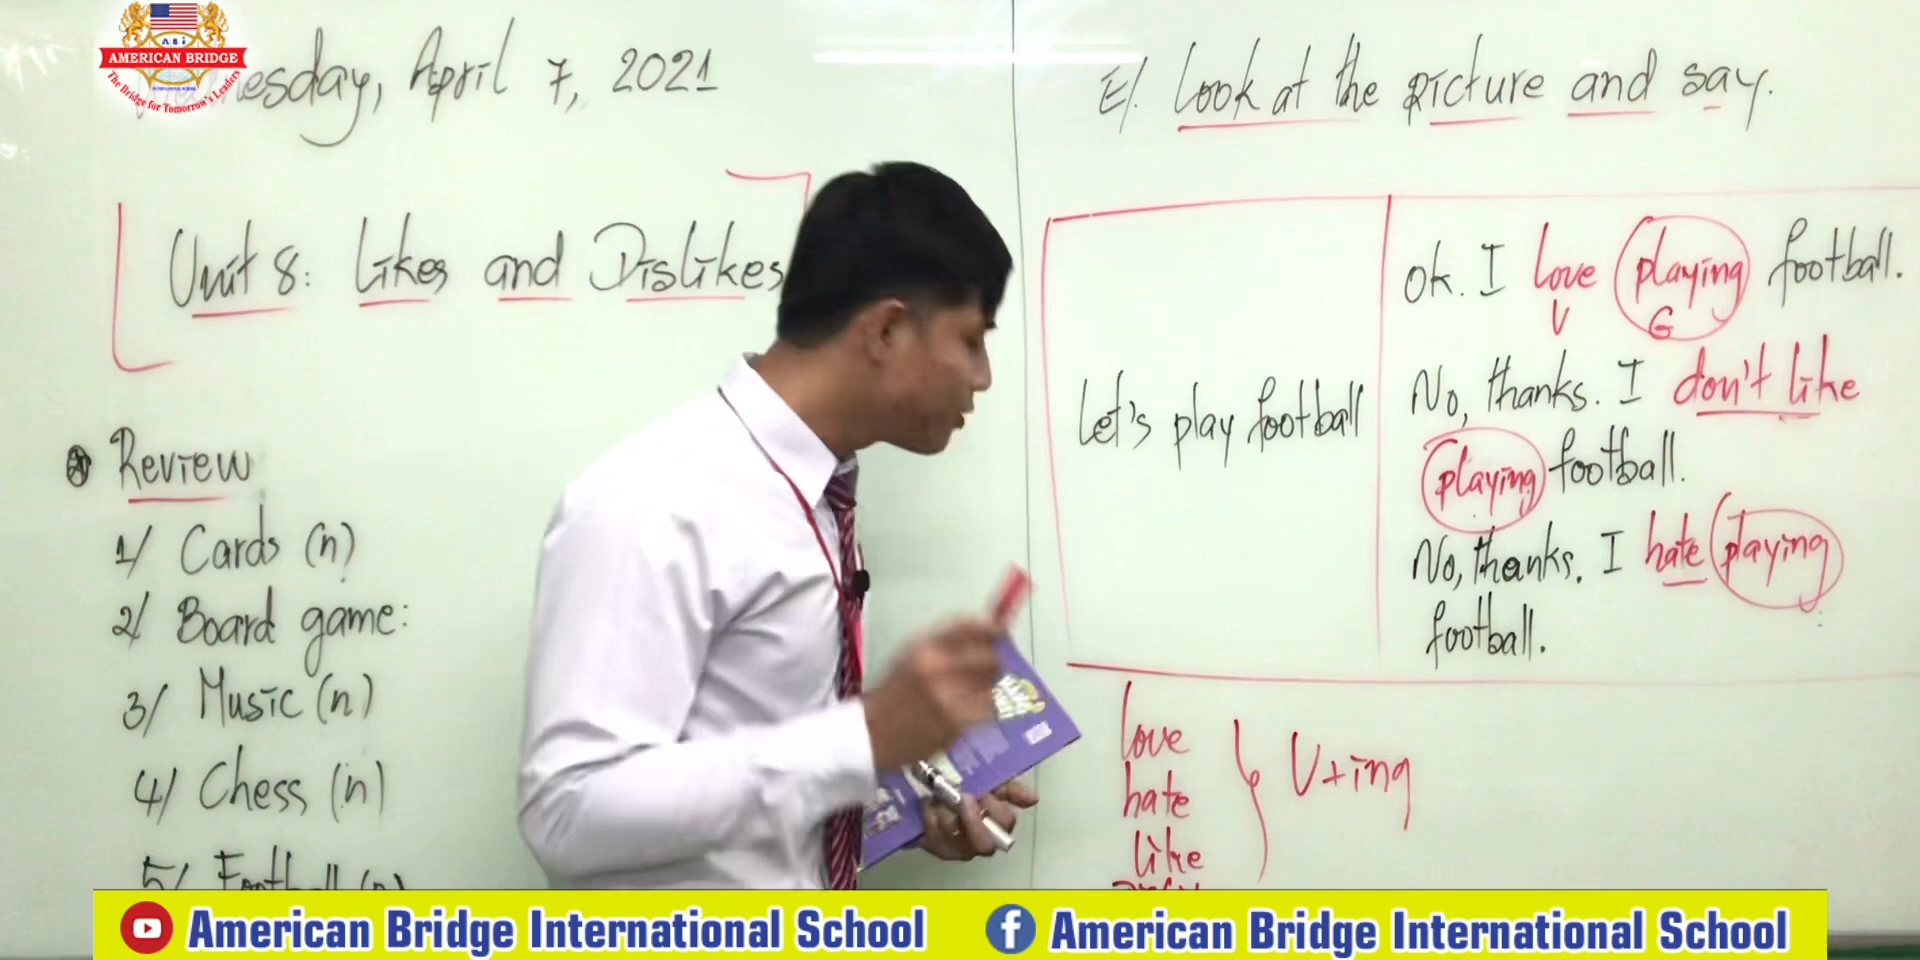 A B i
AMERICAN BRIDGE
The Bridge for Tomorrow's Leaders
nesday, April 7, 2021
Unit 8: Likes and Dislikes
Review
1/ Cards (n)
2/ Board game:
3/ Music (n)
4/ Chess (n)
5/ Football (n)
E/. Look at the picture and say.
Let's play football
Ok. I love playing football.
V G
No, thanks. I don't like
playing football.
No, thanks. I hate playing
football.
love
hate
like
V+ing
American Bridge International School
American Bridge International School